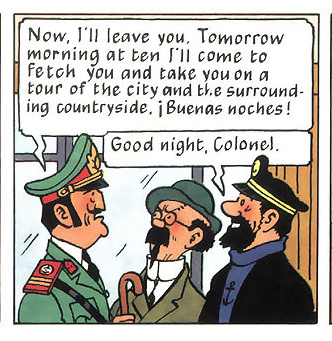 Now, I'll leave you. Tomorrow
morning at ten I'll come to
fetch you and take you on a
tour of the city and the surround-
ing countryside. ¡Buenas noches!
Good night, Colonel.